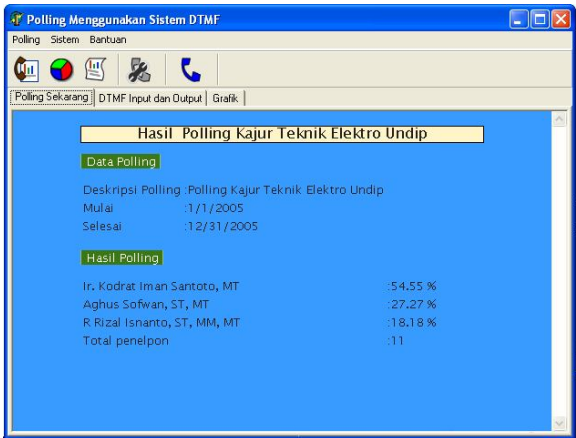 Polling Menggunakan Sistem DTMF
Polling Sistem Bantuan
Polling Sekarang DTMF Input dan Output Grafik
Hasil Polling Kajur Teknik Elektro Undip
Data Polling
Deskripsi Polling :Polling Kajur Teknik Elektro Undip
Mulai :1/1/2005
Selesai :12/31/2005
Hasil Polling
Ir. Kodrat Iman Santoto, MT :54.55 %
Aghus Sofwan, ST, MT :27.27 %
R Rizal Isnanto, ST, MM, MT :18.18 %
Total penelpon :11